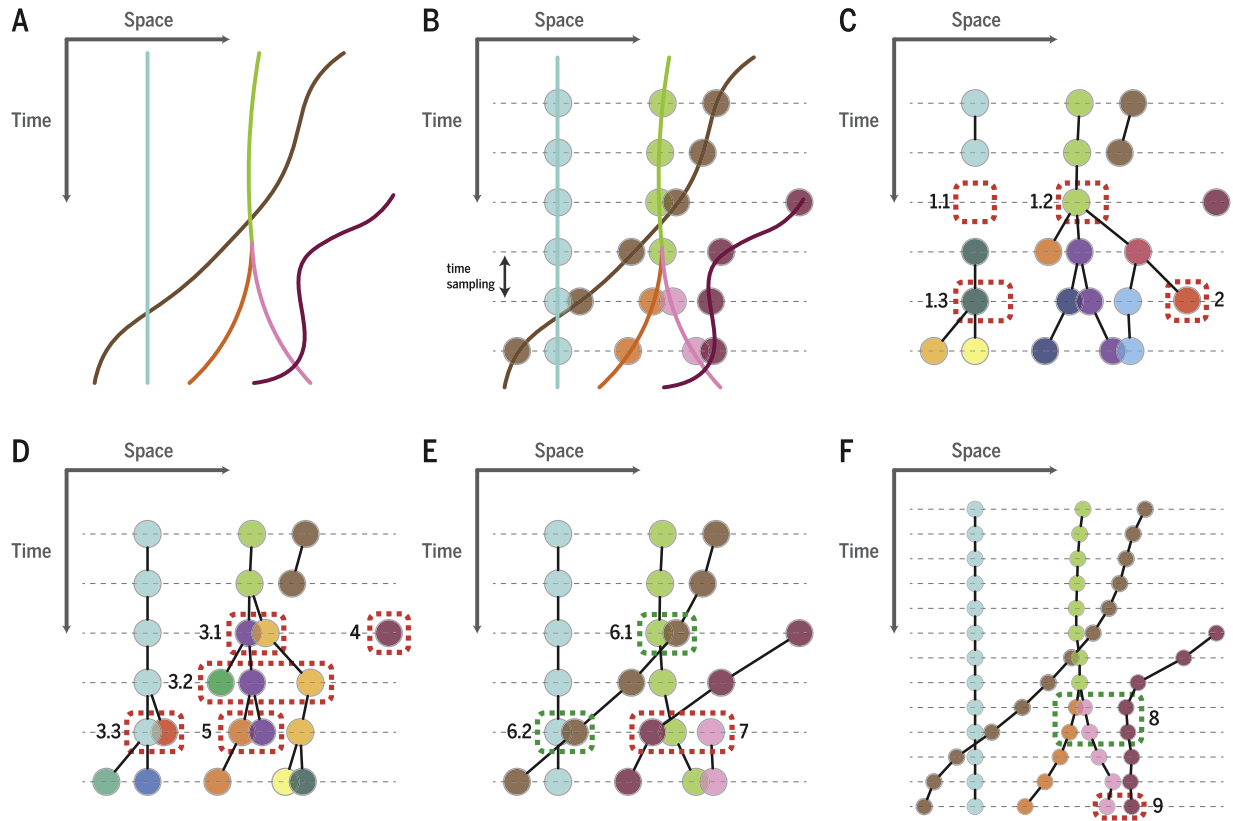 A
Space
Time
B
Space
Time
time
sampling
C
Space
Time
1.1
1.2
1.3
2
D
Space
Time
3.1
4
3.2
3.3
5
E
Space
Time
6.1
6.2
7
F
Space
Time
8
9